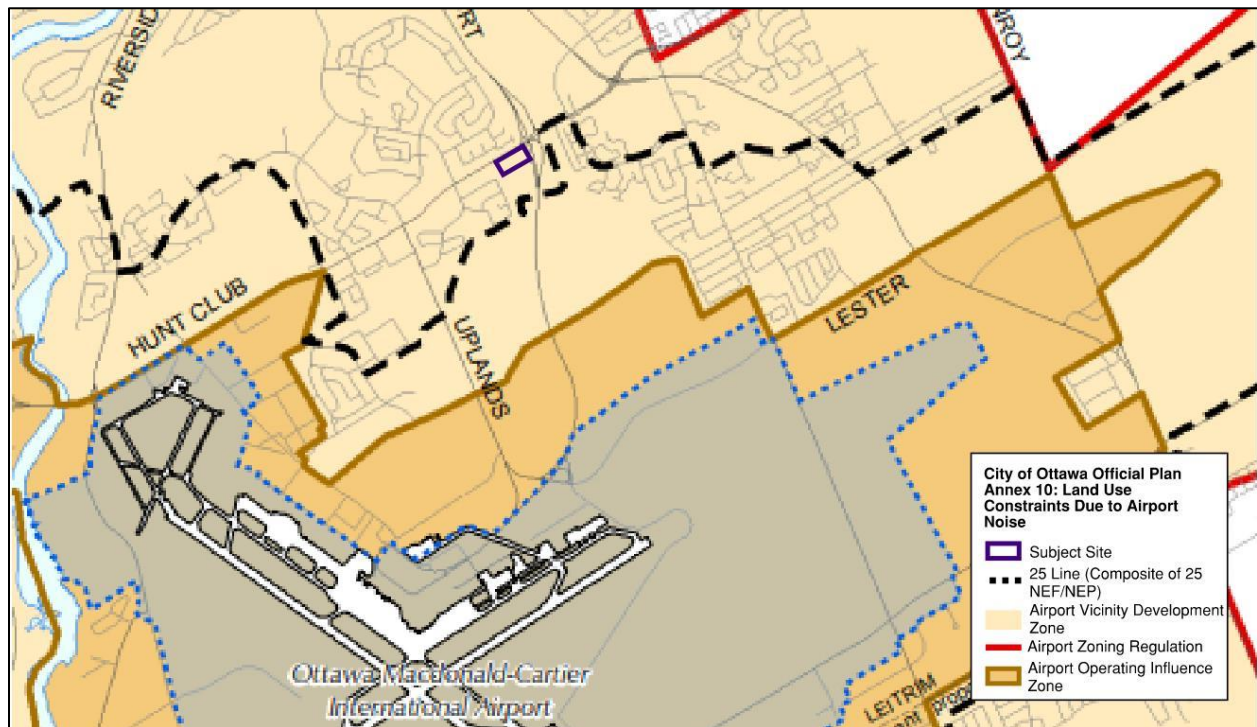 RIVERSID
RT
NROY
HUNT CLUB
UPLANDS
LESTER
Ottawa Macdonald-Cartier
International Airport
LEITRIM
City of Ottawa Official Plan
Annex 10: Land Use
Constraints Due to Airport
Noise
Subject Site
25 Line (Composite of 25
NEF/NEP)
Airport Vicinity Development
Zone
Airport Zoning Regulation
Airport Operating Influence
Zone